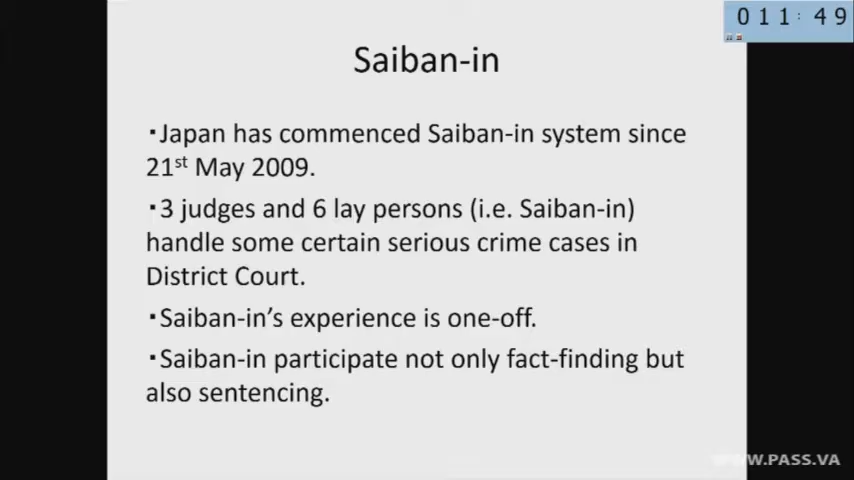 011:49
Saiban-in
・Japan has commenced Saiban-in system since
21st May 2009.
・3 judges and 6 lay persons (i.e. Saiban-in)
handle some certain serious crime cases in
District Court.
・Saiban-in’s experience is one-off.
・Saiban-in participate not only fact-finding but
also sentencing.
WWW.PASS.VA